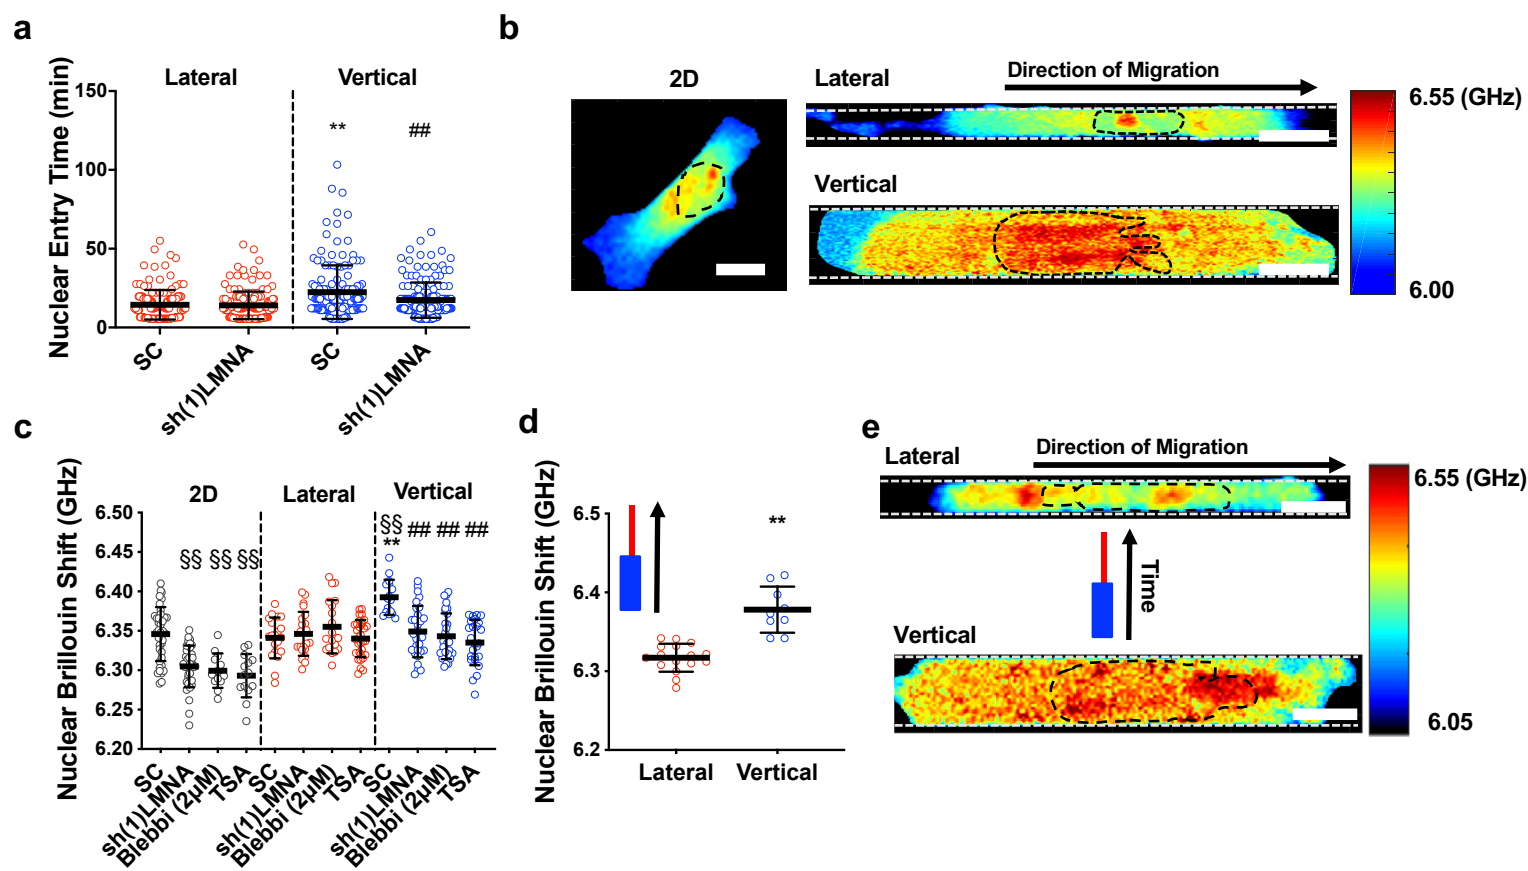 a
Lateral
Vertical
Nuclear Entry Time (min)
150
100
50
0
**
##
SC
sh(1)LMNA
SC
sh(1)LMNA
b
2D
Lateral
Direction of Migration
Vertical
6.55 (GHz)
6.00
c
2D
Lateral
Vertical
Nuclear Brillouin Shift (GHz)
6.50
6.45
6.40
6.35
6.30
6.25
6.20
§§
§§
§§
§§
**
##
##
##
SC
sh(1)LMNA
Blebbi (2μM)
TSA
SC
sh(1)LMNA
Blebbi (2μM)
TSA
SC
sh(1)LMNA
Blebbi (2μM)
TSA
d
Nuclear Brillouin Shift (GHz)
6.5
6.4
6.3
6.2
**
Lateral
Vertical
e
Lateral
Direction of Migration
Time
Vertical
6.55 (GHz)
6.05